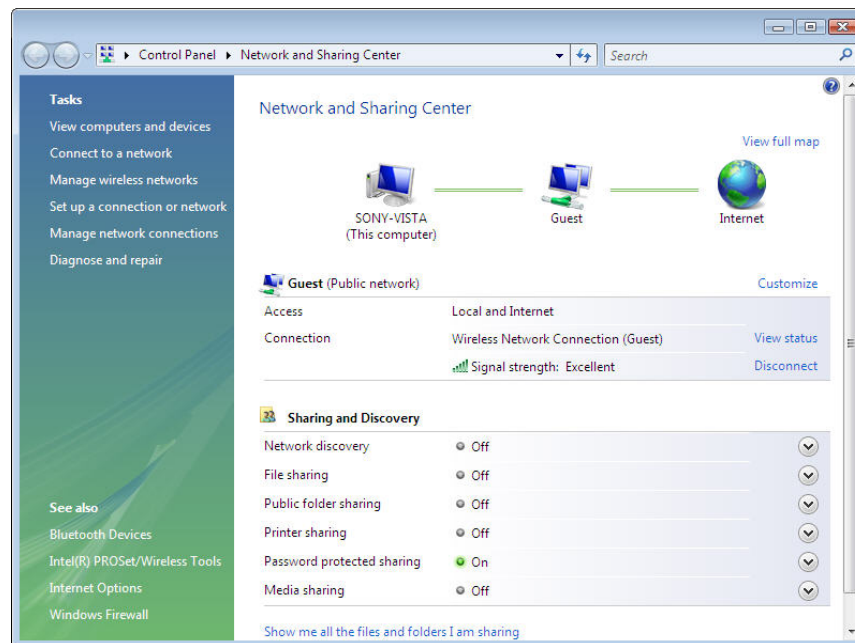 Control Panel Network and Sharing Center Search
Tasks
View computers and devices
Connect to a network
Manage wireless networks
Set up a connection or network
Manage network connections
Diagnose and repair
See also
Bluetooth Devices
Intel(R) PROSet/Wireless Tools
Internet Options
Windows Firewall
Network and Sharing Center
View full map
SONY-VISTA
(This computer)
Guest
Internet
Guest (Public network) Customize
Access Local and Internet
Connection Wireless Network Connection (Guest) View status
Signal strength: Excellent Disconnect
Sharing and Discovery
Network discovery Off
File sharing Off
Public folder sharing Off
Printer sharing Off
Password protected sharing On
Media sharing Off
Show me all the files and folders I am sharing